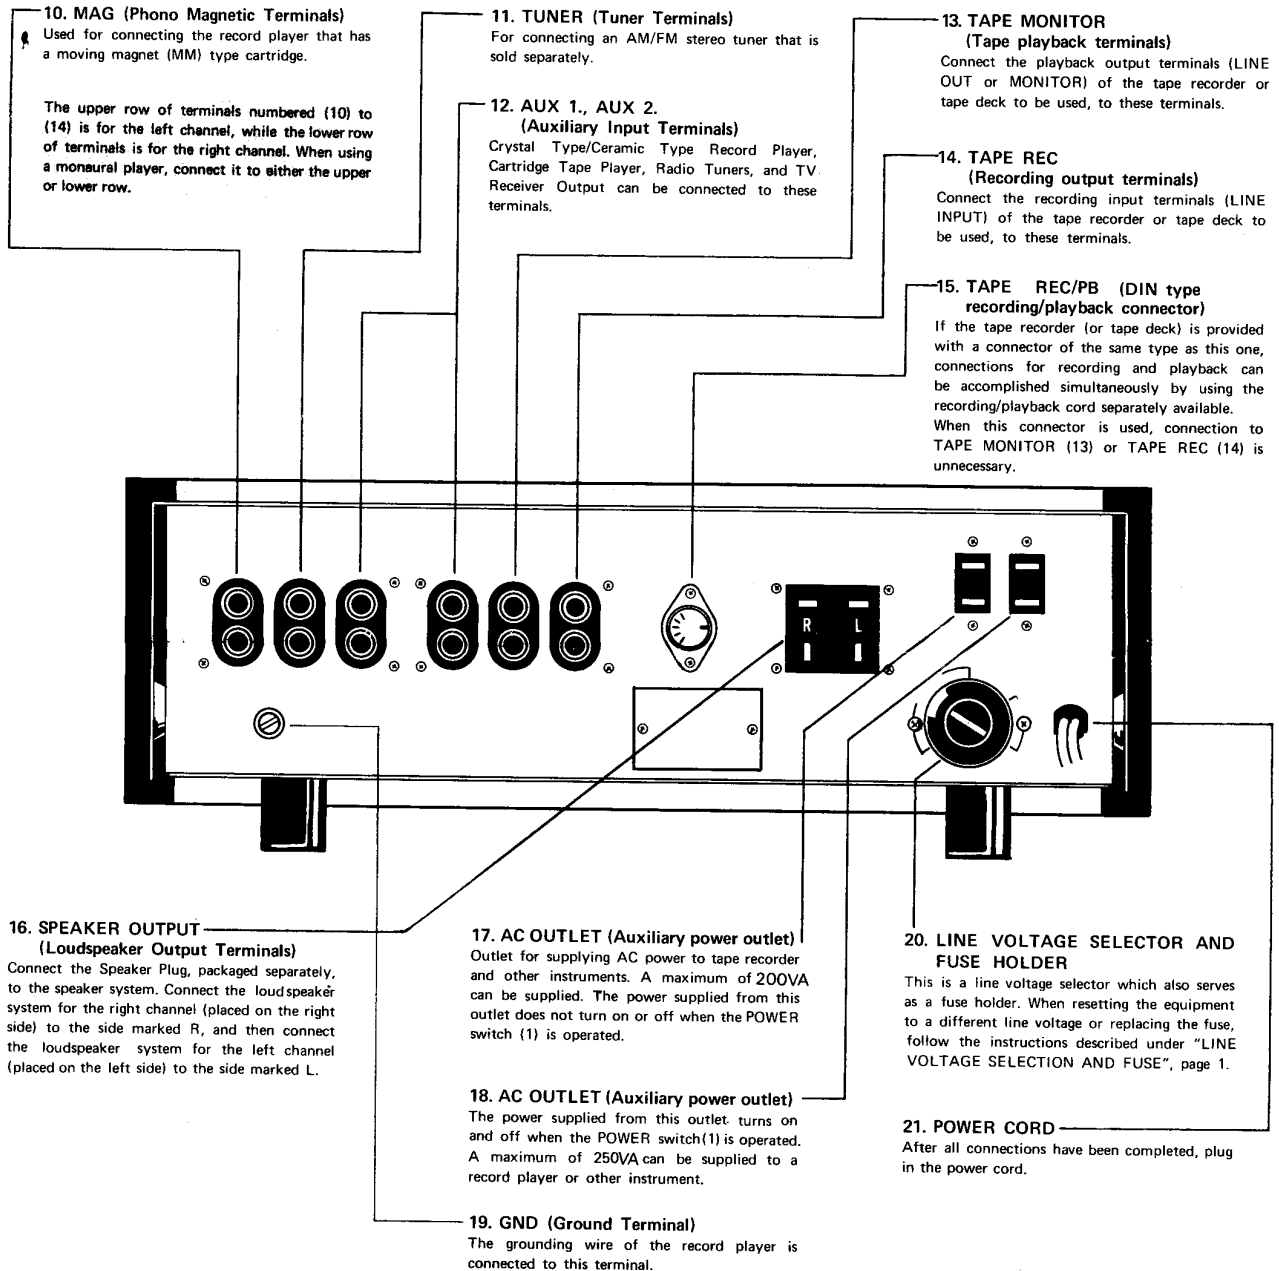 10. MAG (Phono Magnetic Terminals)
Used for connecting the record player that has
a moving magnet (MM) type cartridge.
The upper row of terminals numbered (10) to
(14) is for the left channel, while the lower row
of terminals is for the right channel. When using
a monaural player, connect it to either the upper
or lower row.
11. TUNER (Tuner Terminals)
For connecting an AM/FM stereo tuner that is
sold separately.
12. AUX 1., AUX 2.
(Auxiliary Input Terminals)
Crystal Type/Ceramic Type Record Player,
Cartridge Tape Player, Radio Tuners, and TV
Receiver Output can be connected to these
terminals.
13. TAPE MONITOR
(Tape playback terminals)
Connect the playback output terminals (LINE
OUT or MONITOR) of the tape recorder or
tape deck to be used, to these terminals.
14. TAPE REC
(Recording output terminals)
Connect the recording input terminals (LINE
INPUT) of the tape recorder or tape deck to
be used, to these terminals.
15. TAPE REC/PB (DIN type
recording/playback connector)
If the tape recorder (or tape deck) is provided
with a connector of the same type as this one,
connections for recording and playback can
be accomplished simultaneously by using the
recording/playback cord separately available.
When this connector is used, connection to
TAPE MONITOR (13) or TAPE REC (14) is
unnecessary.
R L
16. SPEAKER OUTPUT
(Loudspeaker Output Terminals)
Connect the Speaker Plug, packaged separately,
to the speaker system. Connect the loudspeaker
system for the right channel (placed on the right
side) to the side marked R, and then connect
the loudspeaker system for the left channel
(placed on the left side) to the side marked L.
17. AC OUTLET (Auxiliary power outlet)
Outlet for supplying AC power to tape recorder
and other instruments. A maximum of 200VA
can be supplied. The power supplied from this
outlet does not turn on or off when the POWER
switch (1) is operated.
18. AC OUTLET (Auxiliary power outlet)
The power supplied from this outlet turns on
and off when the POWER switch (1) is operated.
A maximum of 250VA can be supplied to a
record player or other instrument.
19. GND (Ground Terminal)
The grounding wire of the record player is
connected to this terminal.
20. LINE VOLTAGE SELECTOR AND
FUSE HOLDER
This is a line voltage selector which also serves
as a fuse holder. When resetting the equipment
to a different line voltage or replacing the fuse,
follow the instructions described under "LINE
VOLTAGE SELECTION AND FUSE", page 1.
21. POWER CORD
After all connections have been completed, plug
in the power cord.